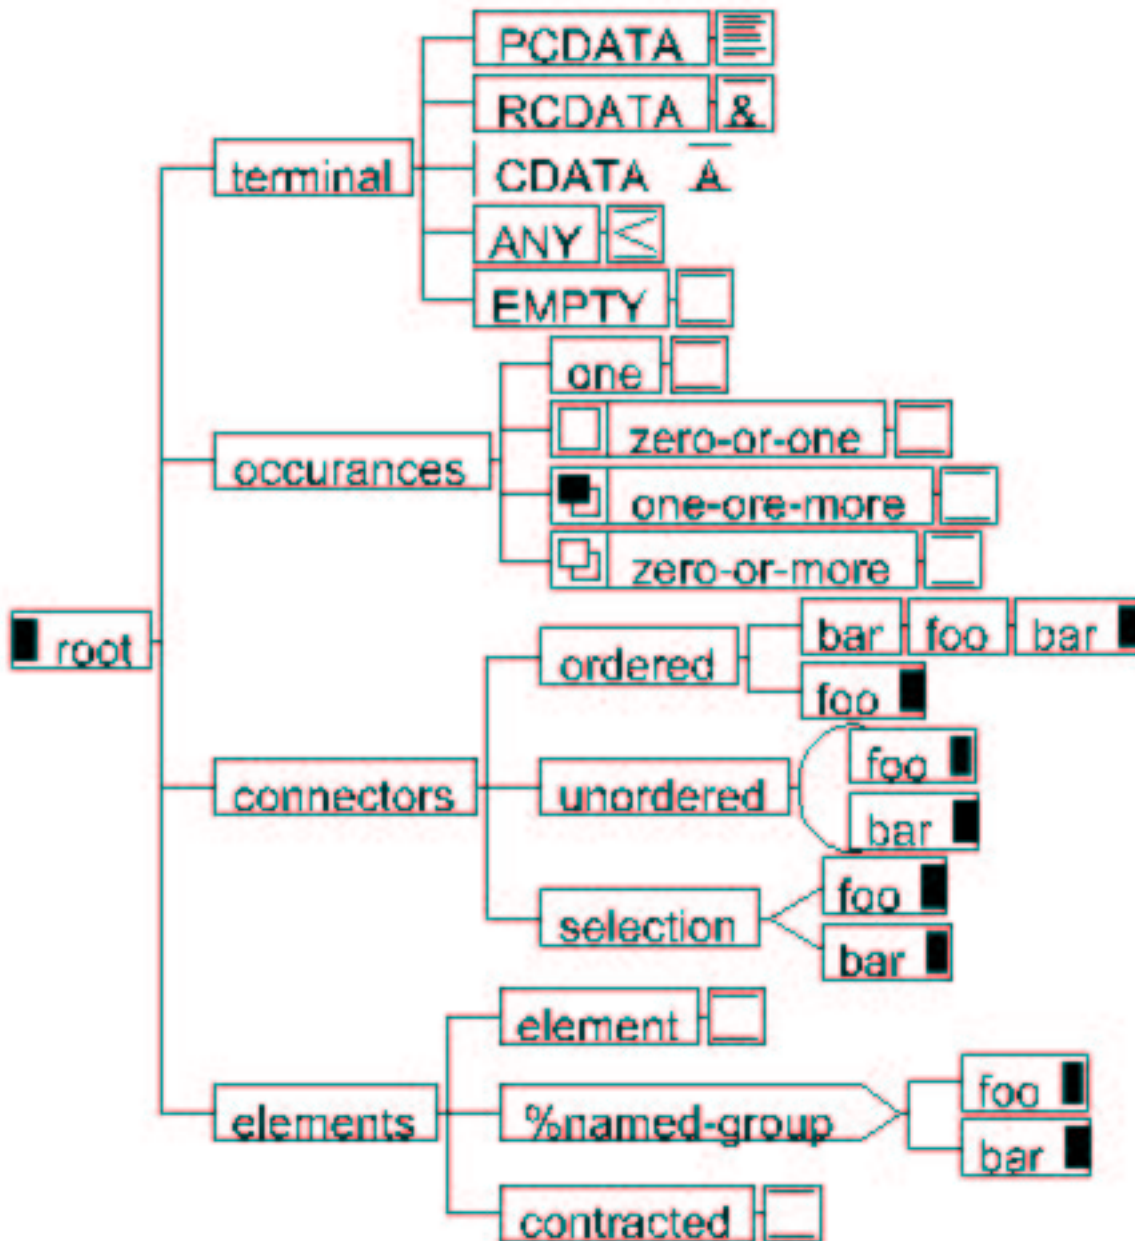 PCDATA
RCDATA &
terminal CDATA A
ANY
EMPTY
one
zero-or-one
occurances
one-ore-more
zero-or-more
root
bar foo bar
ordered
foo
foo
unordered
bar
foo
selection
bar
element
foo
elements %named-group
bar
contracted
connectors